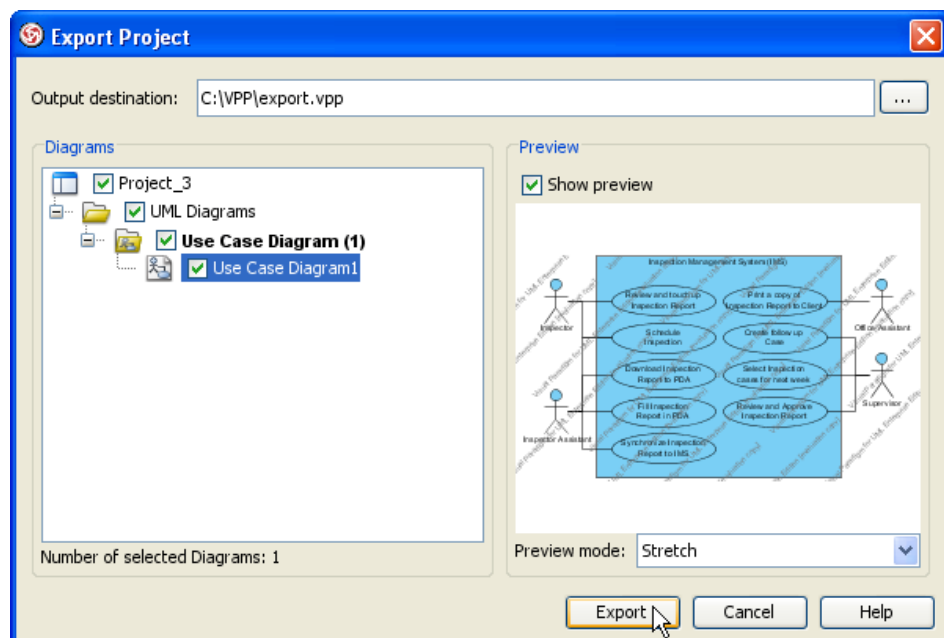 Export Project
Output destination:
C:\VPP\export.vpp
...
Diagrams
Project_3
UML Diagrams
Use Case Diagram (1)
Use Case Diagram1
Number of selected Diagrams: 1
Preview
Show preview
Inspection Management System (IMS)
Review and touch up
Inspection Report
Print a copy of
Inspection Report to Client
Inspector
Office Assistant
Schedule
Inspection
Create follow up
Case
Download Inspection
Report to PDA
Select Inspection
cases for next week
Supervisor
Fill Inspection
Report in PDA
Review and Approve
Inspection Report
Inspector Assistant
Synchronize Inspection
Report to IMS
Preview mode:
Stretch
Export
Cancel
Help